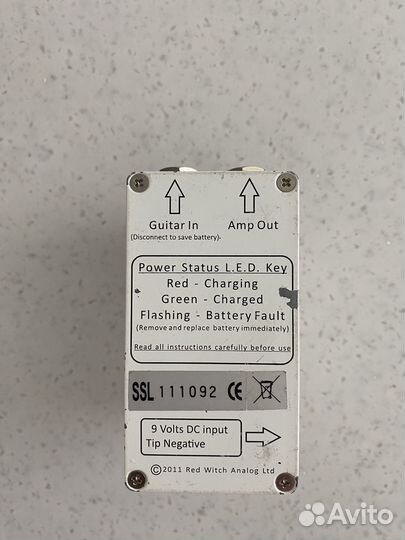 Guitar In Amp Out
(Disconnect to save battery).
Power Status L.E.D. Key
Red - Charging
Green - Charged
Flashing - Battery Fault
(Remove and replace battery immediately)
Read all instructions carefully before use
SSL 111092 CE
9 Volts DC input
Tip Negative
©2011 Red Witch Analog Ltd
Avito